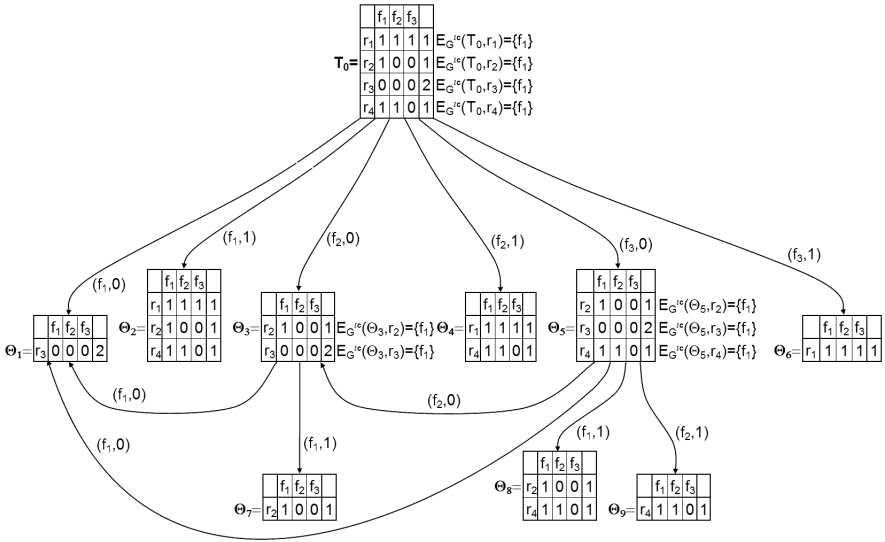 f₁ f₂ f₃
r₁ 1 1 1 1 E_G^rc(T₀,r₁)={f₁}
T₀= r₂ 1 0 0 1 E_G^rc(T₀,r₂)={f₁}
r₃ 0 0 0 2 E_G^rc(T₀,r₃)={f₁}
r₄ 1 1 0 1 E_G^rc(T₀,r₄)={f₁}
(f₁,0)
(f₁,1)
(f₂,0)
(f₂,1)
(f₃,0)
(f₃,1)
f₁ f₂ f₃
Θ₁= r₃ 0 0 0 2
f₁ f₂ f₃
r₁ 1 1 1 1
Θ₂= r₂ 1 0 0 1
r₄ 1 1 0 1
f₁ f₂ f₃
Θ₃= r₂ 1 0 0 1 E_G^rc(Θ₃,r₂)={f₁}
r₃ 0 0 0 2 E_G^rc(Θ₃,r₃)={f₁}
f₁ f₂ f₃
Θ₄= r₁ 1 1 1 1
r₄ 1 1 0 1
f₁ f₂ f₃
r₂ 1 0 0 1 E_G^rc(Θ₅,r₂)={f₁}
Θ₅= r₃ 0 0 0 2 E_G^rc(Θ₅,r₃)={f₁}
r₄ 1 1 0 1 E_G^rc(Θ₅,r₄)={f₁}
f₁ f₂ f₃
Θ₆= r₁ 1 1 1 1
(f₁,0)
(f₂,0)
(f₁,0)
(f₁,1)
(f₁,1)
(f₂,1)
f₁ f₂ f₃
Θ₇= r₂ 1 0 0 1
f₁ f₂ f₃
Θ₈= r₂ 1 0 0 1
r₄ 1 1 0 1
f₁ f₂ f₃
Θ₉= r₄ 1 1 0 1